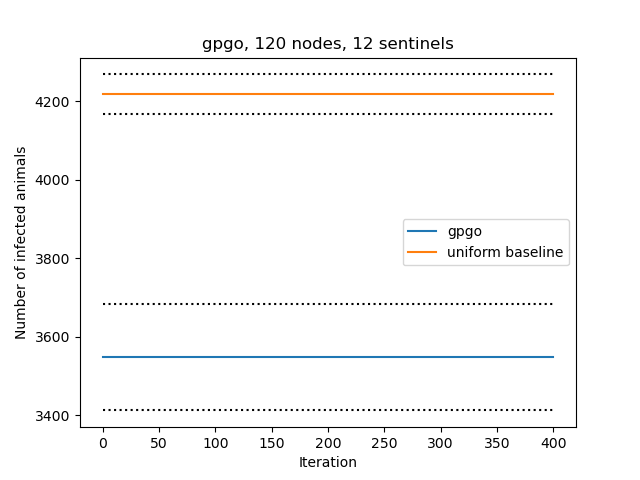 gpgo, 120 nodes, 12 sentinels
4200
4000
3800
3600
3400
Number of infected animals
gpgo
uniform baseline
0 50 100 150 200 250 300 350 400
Iteration